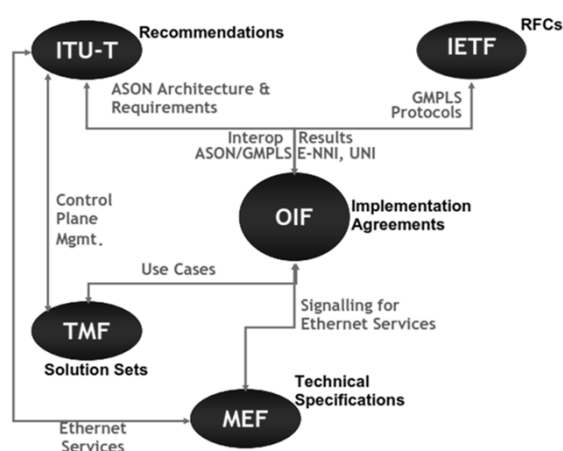 Recommendations
RFCs
ITU-T
IETF
ASON Architecture &
Requirements
GMPLS
Protocols
Interop Results
ASON/GMPLS E-NNI, UNI
Control
Plane
Mgmt.
OIF
Implementation
Agreements
Use Cases
Signalling for
Ethernet Services
TMF
Solution Sets
Technical
Specifications
MEF
Ethernet
Services